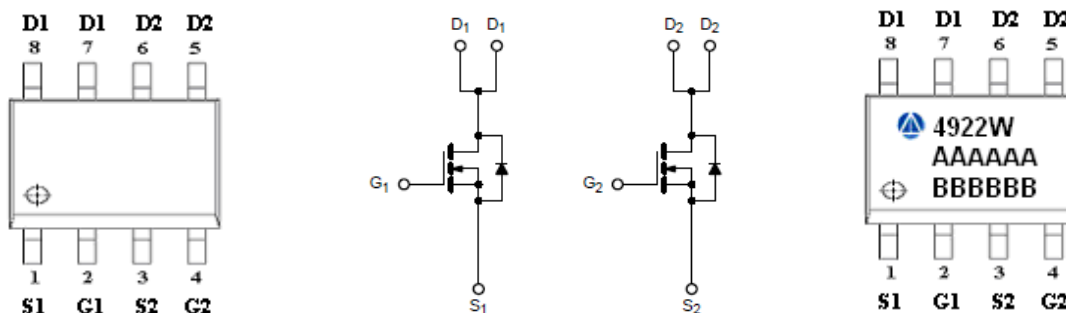 D1 D1 D2 D2
8 7 6 5
1 2 3 4
S1 G1 S2 G2
D₁ D₁
G₁
S₁
D₂ D₂
G₂
S₂
D1 D1 D2 D2
8 7 6 5
4922W
AAAAAA
BBBBBB
1 2 3 4
S1 G1 S2 G2